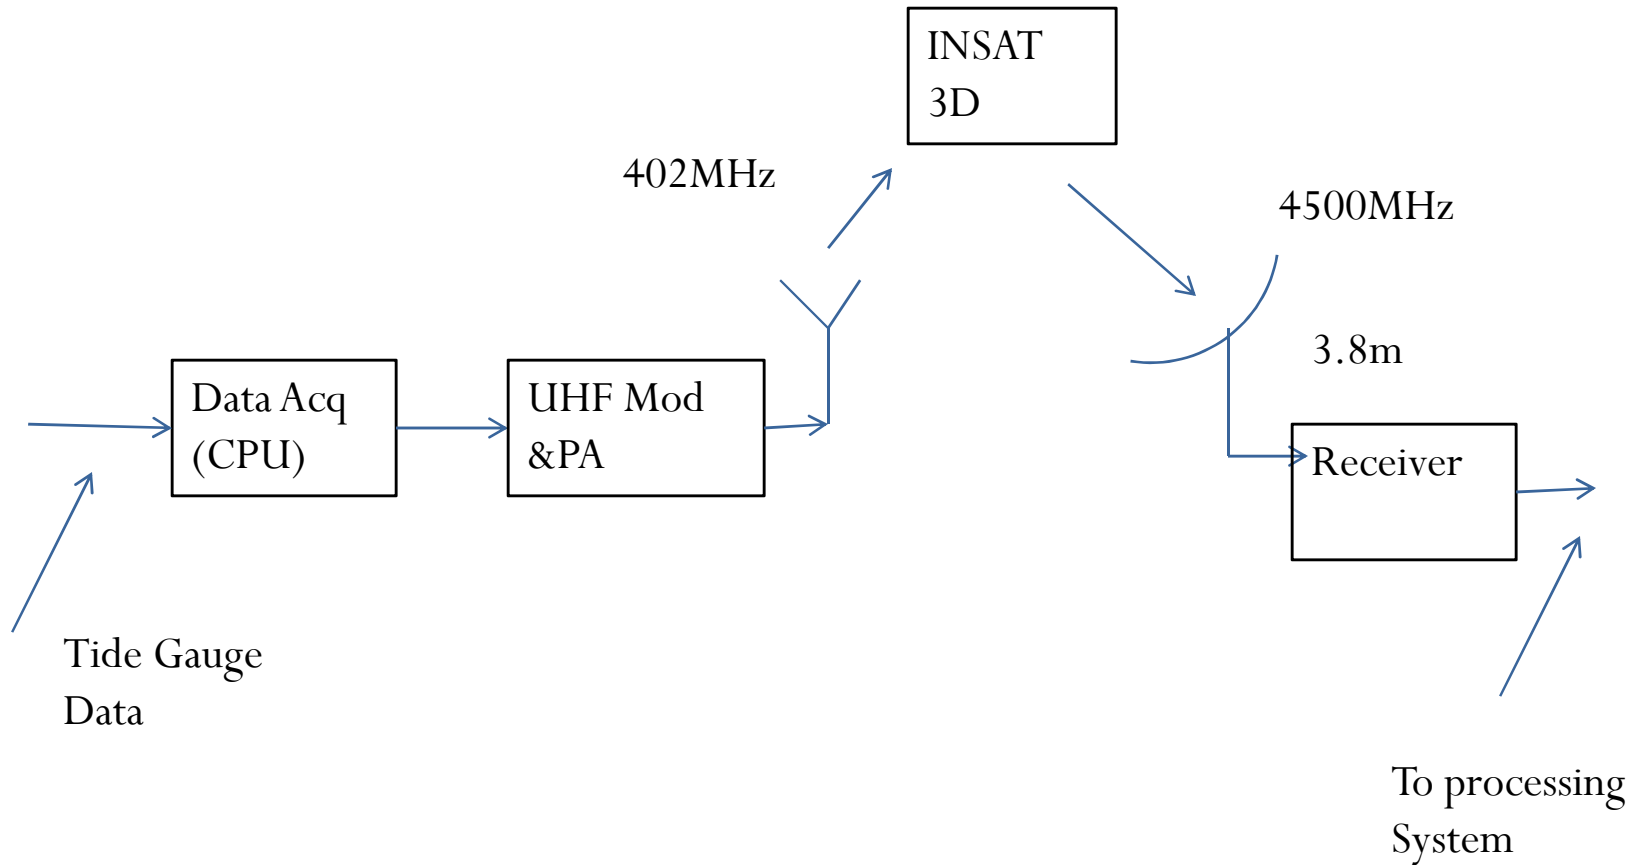 INSAT
3D
402MHz
4500MHz
3.8m
Data Acq
(CPU)
UHF Mod
&PA
Receiver
Tide Gauge
Data
To processing
System